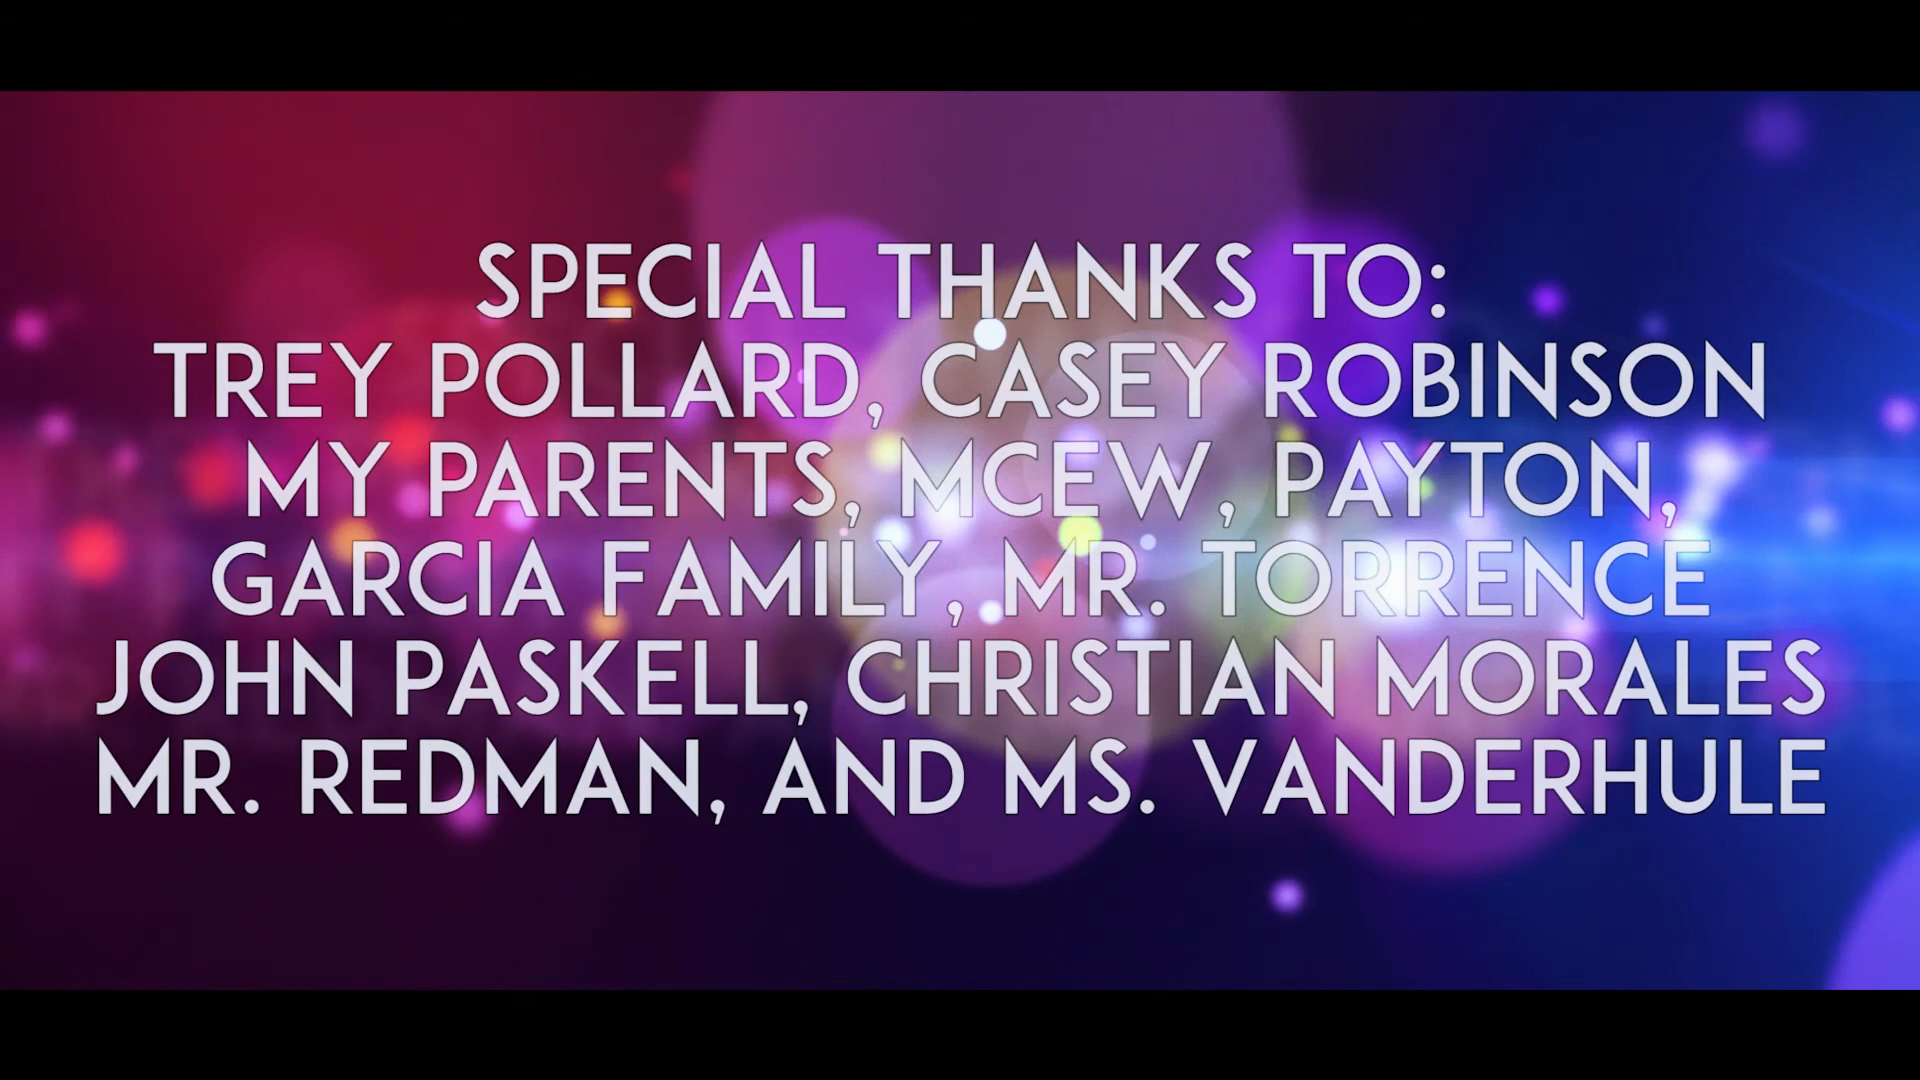 SPECIAL THANKS TO:
TREY POLLARD, CASEY ROBINSON
MY PARENTS, MCEW, PAYTON,
GARCIA FAMILY, MR. TORRENCE
JOHN PASKELL, CHRISTIAN MORALES
MR. REDMAN, AND MS. VANDERHULE